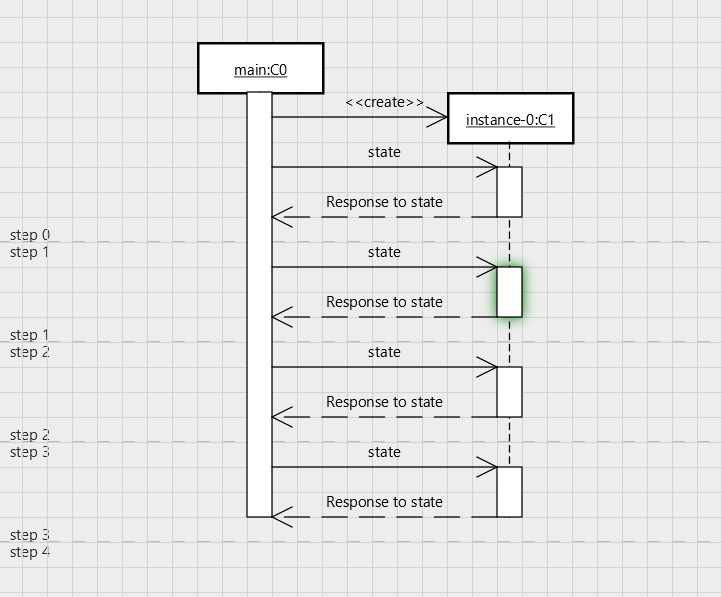 main:C0
<<create>>
instance-0:C1
state
Response to state
step 0
step 1
state
Response to state
step 1
step 2
state
Response to state
step 2
step 3
state
Response to state
step 3
step 4